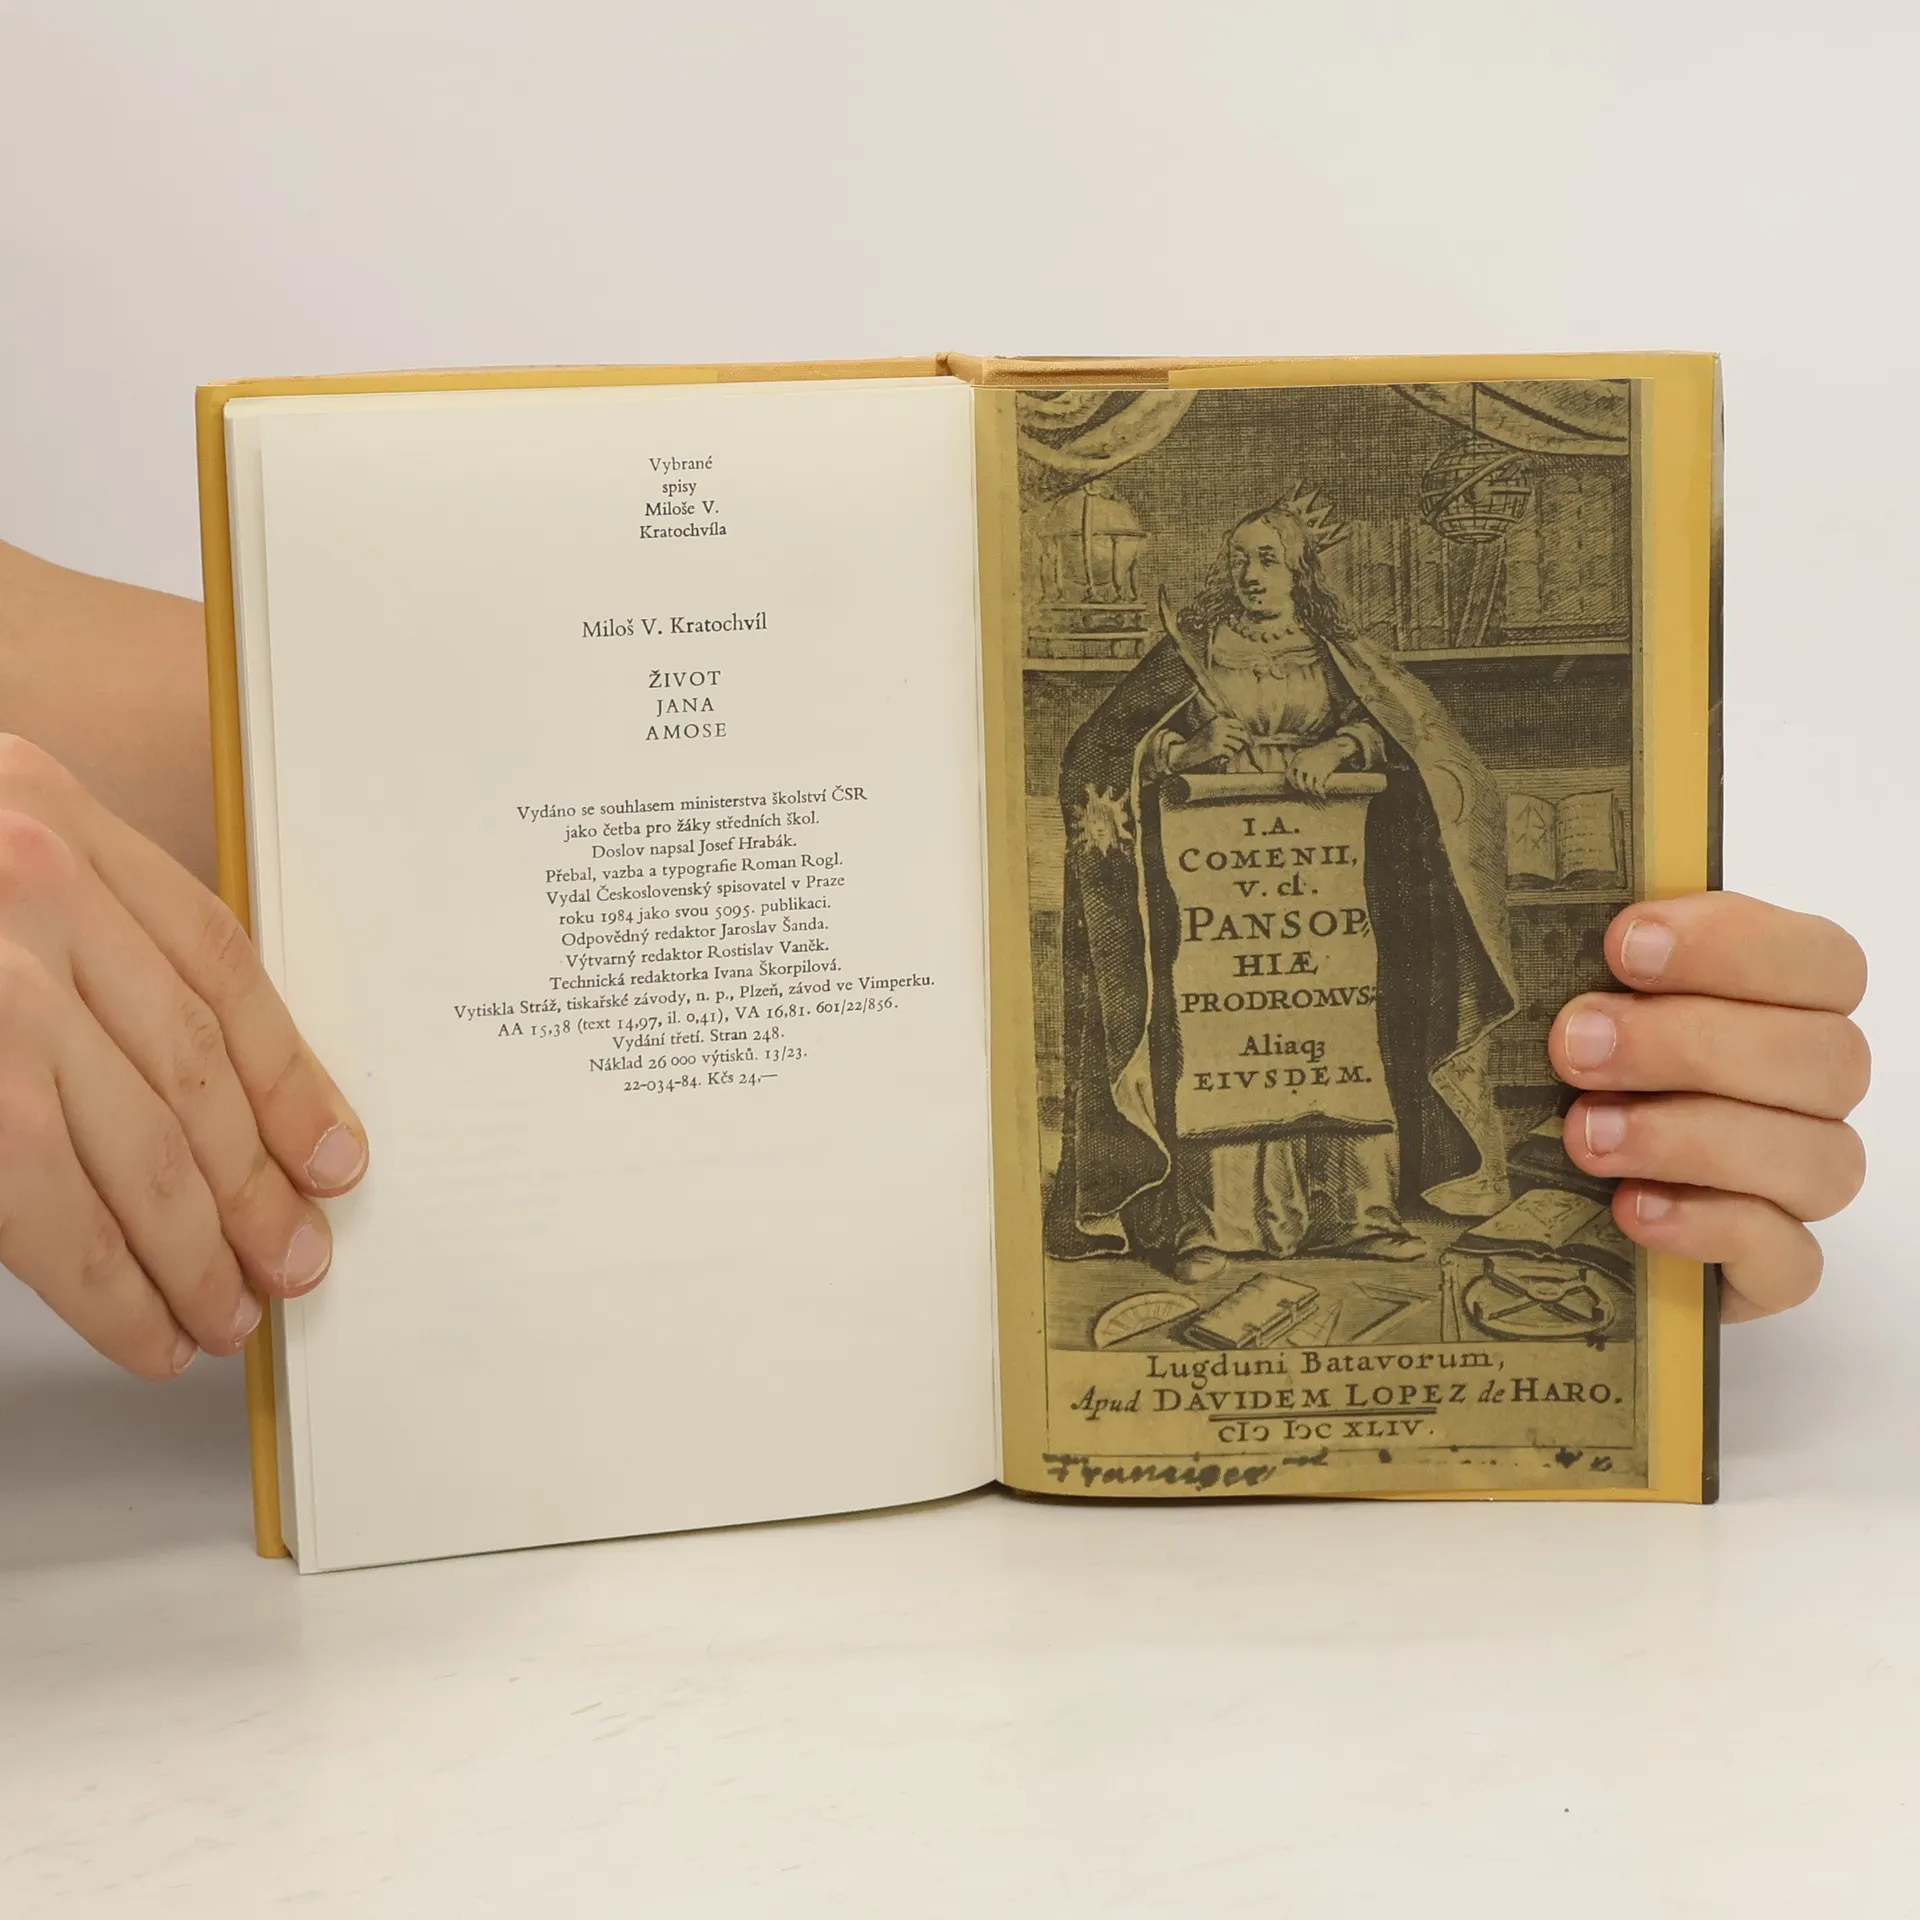 Vybrané
spisy
Miloše V.
Kratochvíla
Miloš V. Kratochvíl
ŽIVOT
JANA
AMOSE
Vydáno se souhlasem ministerstva školství ČSR
jako četba pro žáky středních škol.
Doslov napsal Josef Hrabák.
Přebal, vazba a typografie Roman Rogl.
Vydal Československý spisovatel v Praze
roku 1984 jako svou 5095. publikaci.
Odpovědný redaktor Jaroslav Šanda.
Výtvarný redaktor Rostislav Vaněk.
Technická redaktorka Ivana Škorpilová.
Vytiskla Stráž, tiskařské závody, n. p., Plzeň, závod ve Vimperku.
AA 15,38 (text 14,97, il. 0,41), VA 16,81. 601/22/856.
Vydání třetí. Stran 248.
Náklad 26 000 výtisků. 13/23.
22-034-84. Kčs 24,—
I.A.
COMENII,
V. cl.
PANSOP,
HIÆ
PRODROMVS;
Aliaqꝫ
EIVSDEM.
Lugduni Batavorum,
Apud DAVIDEM LOPEZ de HARO.
cIɔ Iɔc XLIV.